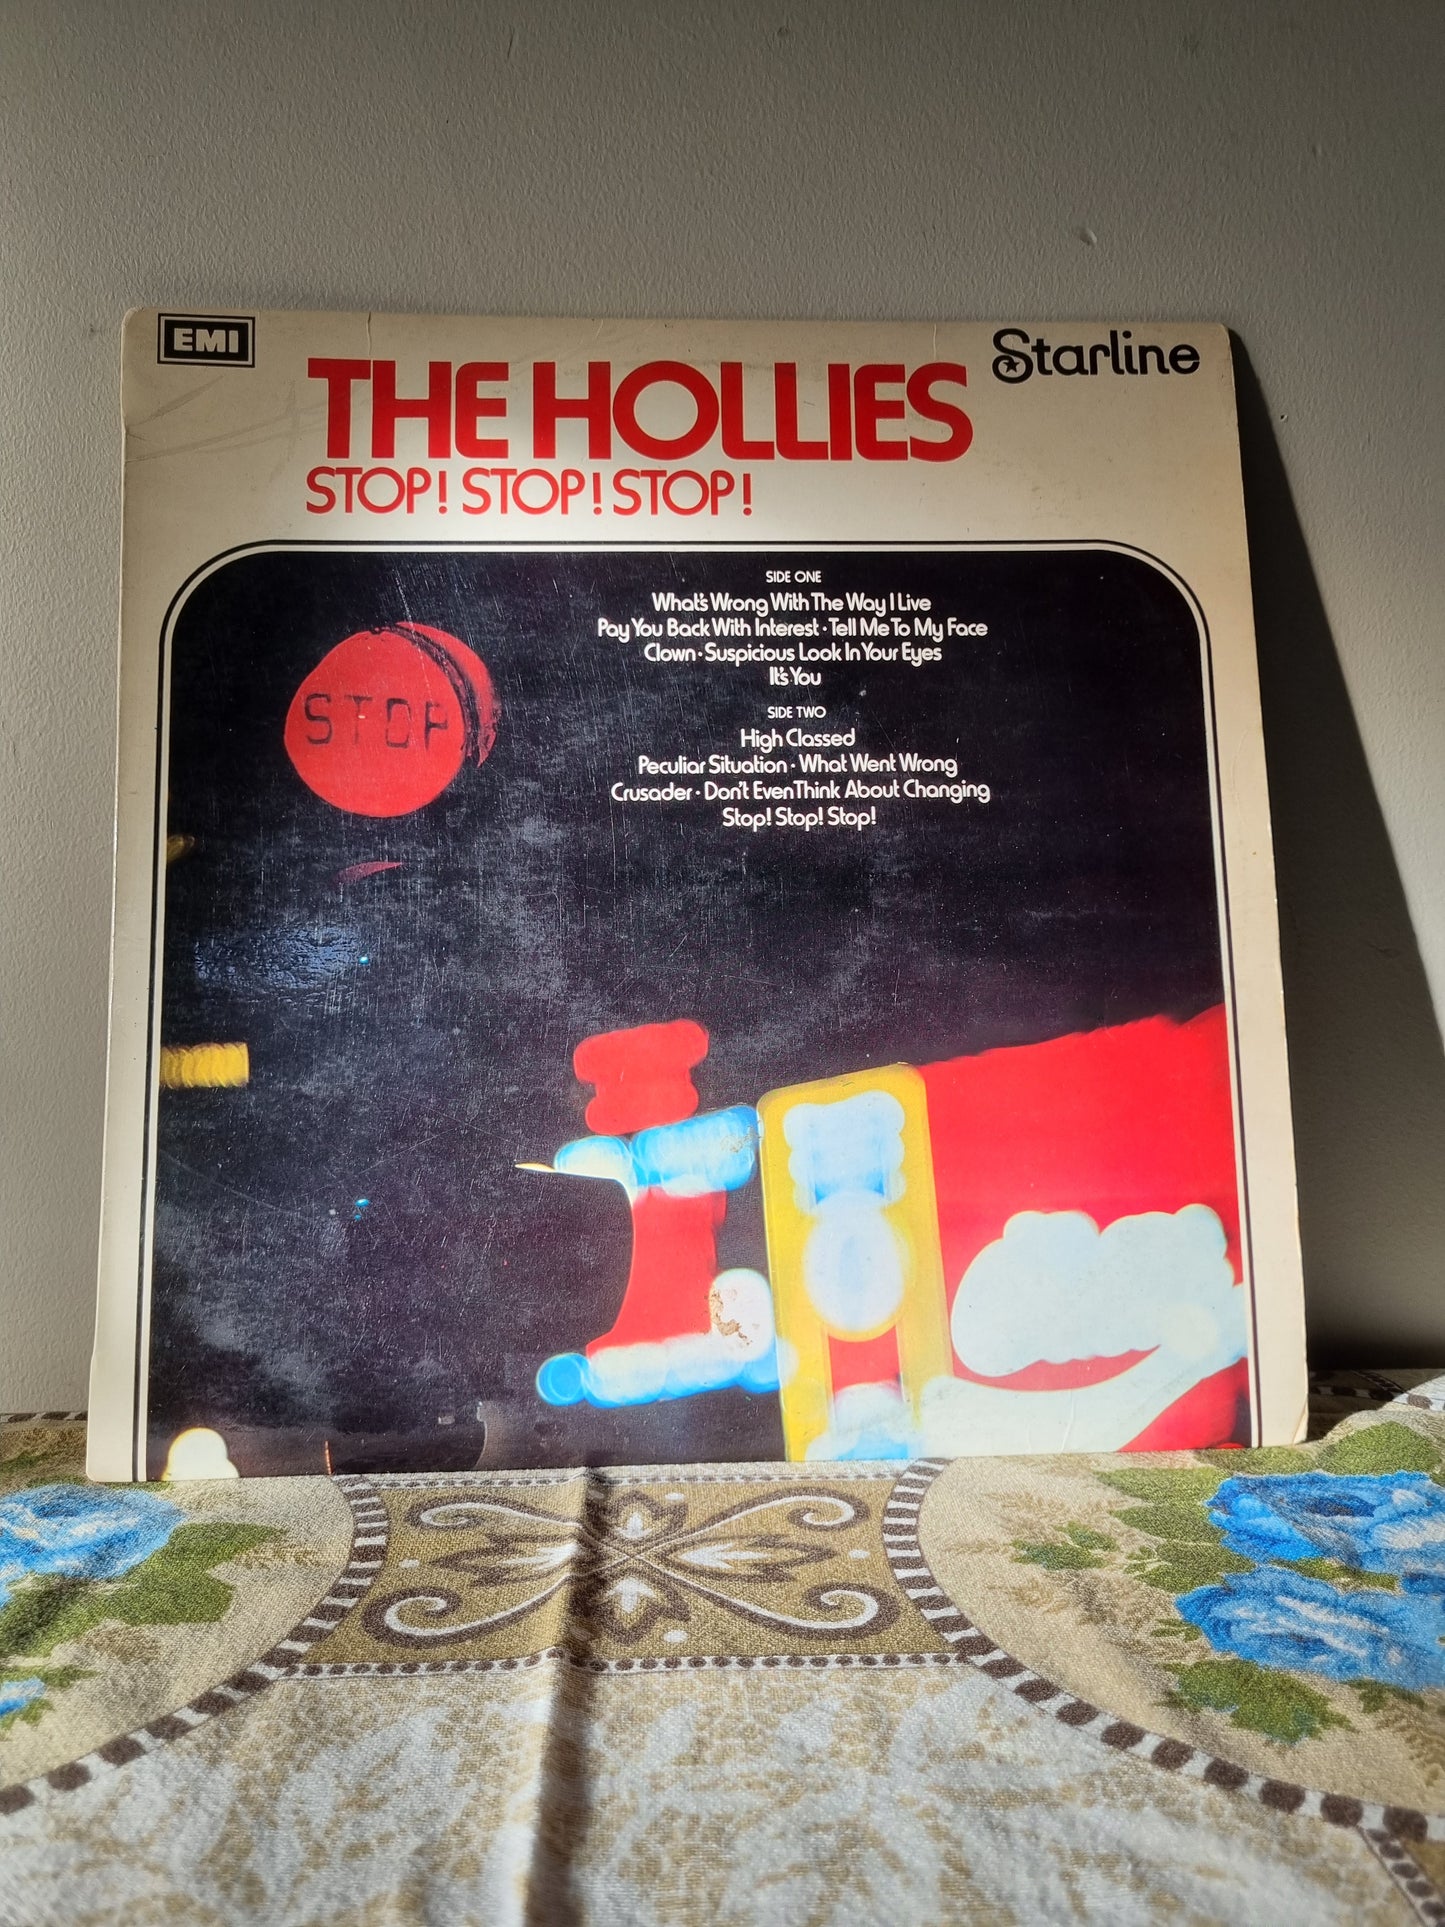 EMI
Starline
THE HOLLIES
STOP! STOP! STOP!
SIDE ONE
What's Wrong With The Way I Live
Pay You Back With Interest · Tell Me To My Face
Clown · Suspicious Look In Your Eyes
It's You
SIDE TWO
High Classed
Peculiar Situation · What Went Wrong
Crusader · Don't Even Think About Changing
Stop! Stop! Stop!
STOP